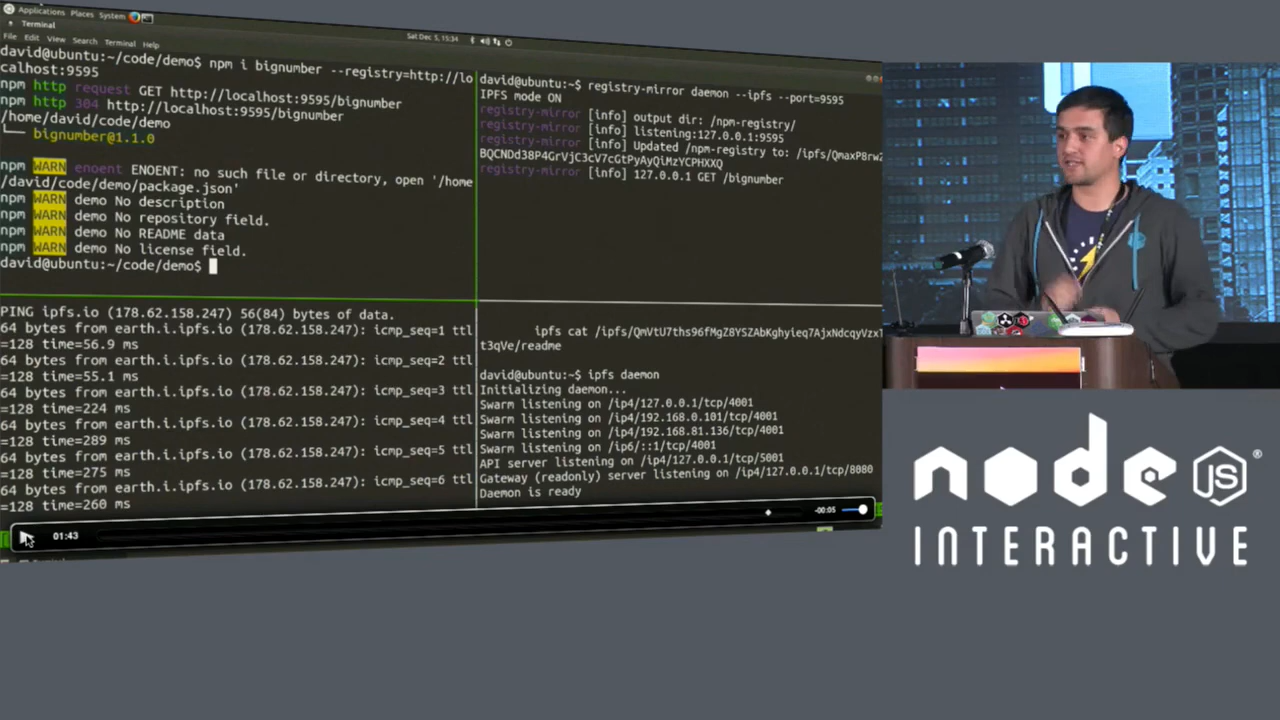 Applications Places System
Sat Dec 5, 15:34
Terminal
File Edit View Search Terminal Help
david@ubuntu:~/code/demo$ npm i bignumber --registry=http://lo
calhost:9595
npm http request GET http://localhost:9595/bignumber
npm http 304 http://localhost:9595/bignumber
/home/david/code/demo
└── bignumber@1.1.0
npm WARN enoent ENOENT: no such file or directory, open '/home
/david/code/demo/package.json'
npm WARN demo No description
npm WARN demo No repository field.
npm WARN demo No README data
npm WARN demo No license field.
david@ubuntu:~/code/demo$
david@ubuntu:~$ registry-mirror daemon --ipfs --port=9595
IPFS mode ON
registry-mirror [info] output dir: /npm-registry/
registry-mirror [info] listening:127.0.0.1:9595
registry-mirror [info] Updated /npm-registry to: /ipfs/QmaxP8rw2
BQCNDd38P4GrVjC3cV7cGtPyAyQiMzYCPHXXQ
registry-mirror [info] 127.0.0.1 GET /bignumber
PING ipfs.io (178.62.158.247) 56(84) bytes of data.
64 bytes from earth.i.ipfs.io (178.62.158.247): icmp_seq=1 ttl
=128 time=56.9 ms
64 bytes from earth.i.ipfs.io (178.62.158.247): icmp_seq=2 ttl
=128 time=55.1 ms
64 bytes from earth.i.ipfs.io (178.62.158.247): icmp_seq=3 ttl
=128 time=224 ms
64 bytes from earth.i.ipfs.io (178.62.158.247): icmp_seq=4 ttl
=128 time=289 ms
64 bytes from earth.i.ipfs.io (178.62.158.247): icmp_seq=5 ttl
=128 time=275 ms
64 bytes from earth.i.ipfs.io (178.62.158.247): icmp_seq=6 ttl
=128 time=260 ms
ipfs cat /ipfs/QmVtU7ths96fMgZ8YSZAbKghyieq7AjxNdcqyVzxT
t3qVe/readme
david@ubuntu:~$ ipfs daemon
Initializing daemon...
Swarm listening on /ip4/127.0.0.1/tcp/4001
Swarm listening on /ip4/192.168.0.101/tcp/4001
Swarm listening on /ip4/192.168.81.136/tcp/4001
Swarm listening on /ip6/::1/tcp/4001
API server listening on /ip4/127.0.0.1/tcp/5001
Gateway (readonly) server listening on /ip4/127.0.0.1/tcp/8080
Daemon is ready
01:43
-00:05
node JS ®
INTERACTIVE